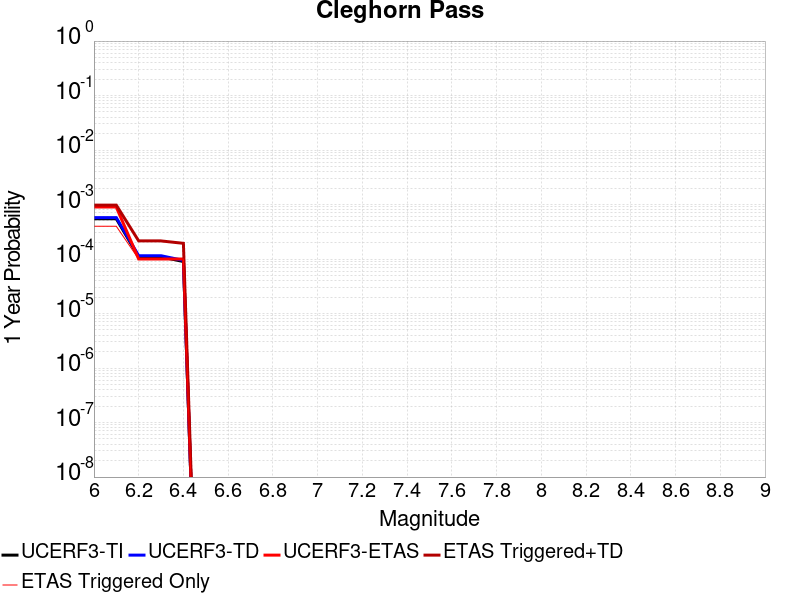 Cleghorn Pass
10^0
10^-1
10^-2
10^-3
10^-4
10^-5
10^-6
10^-7
10^-8
1 Year Probability
6 6.2 6.4 6.6 6.8 7 7.2 7.4 7.6 7.8 8 8.2 8.4 8.6 8.8 9
Magnitude
UCERF3-TI UCERF3-TD UCERF3-ETAS ETAS Triggered+TD
ETAS Triggered Only